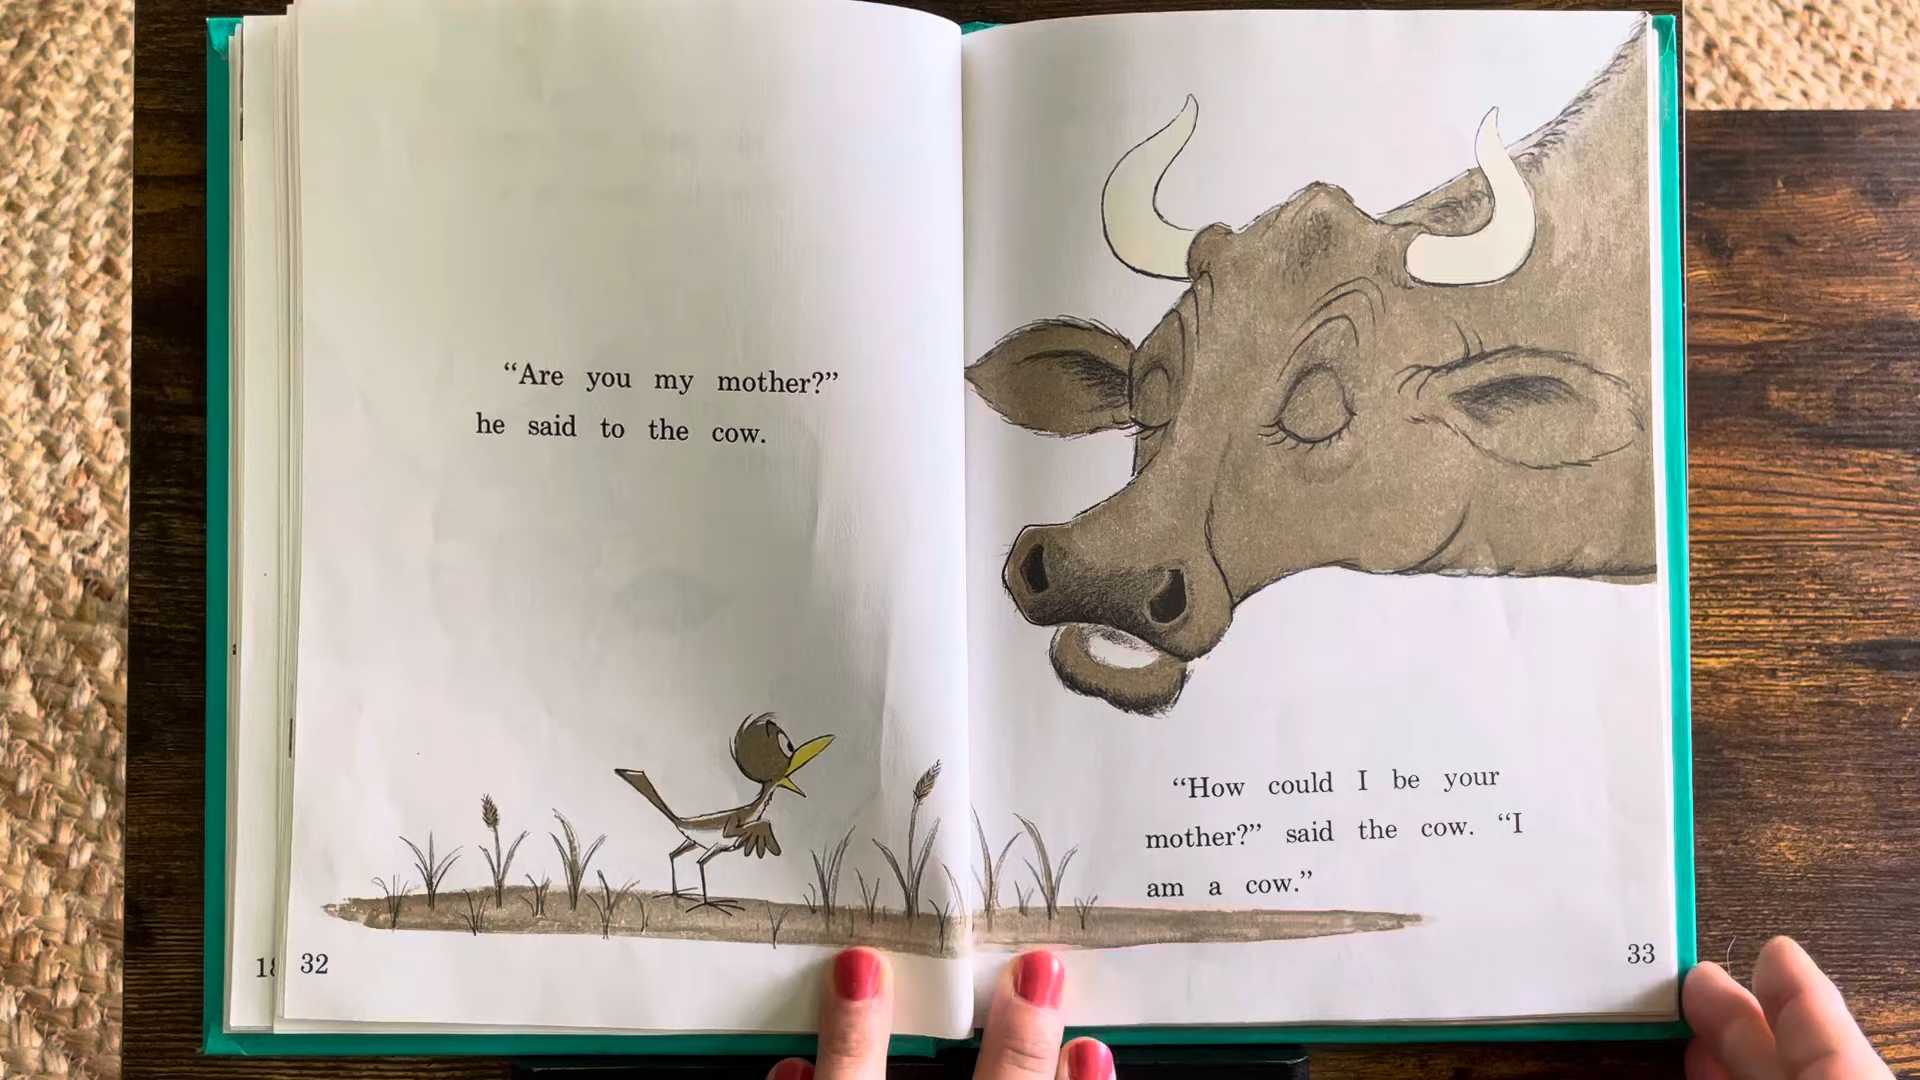 “Are you my mother?”
he said to the cow.
32
“How could I be your
mother?” said the cow. “I
am a cow.”
33